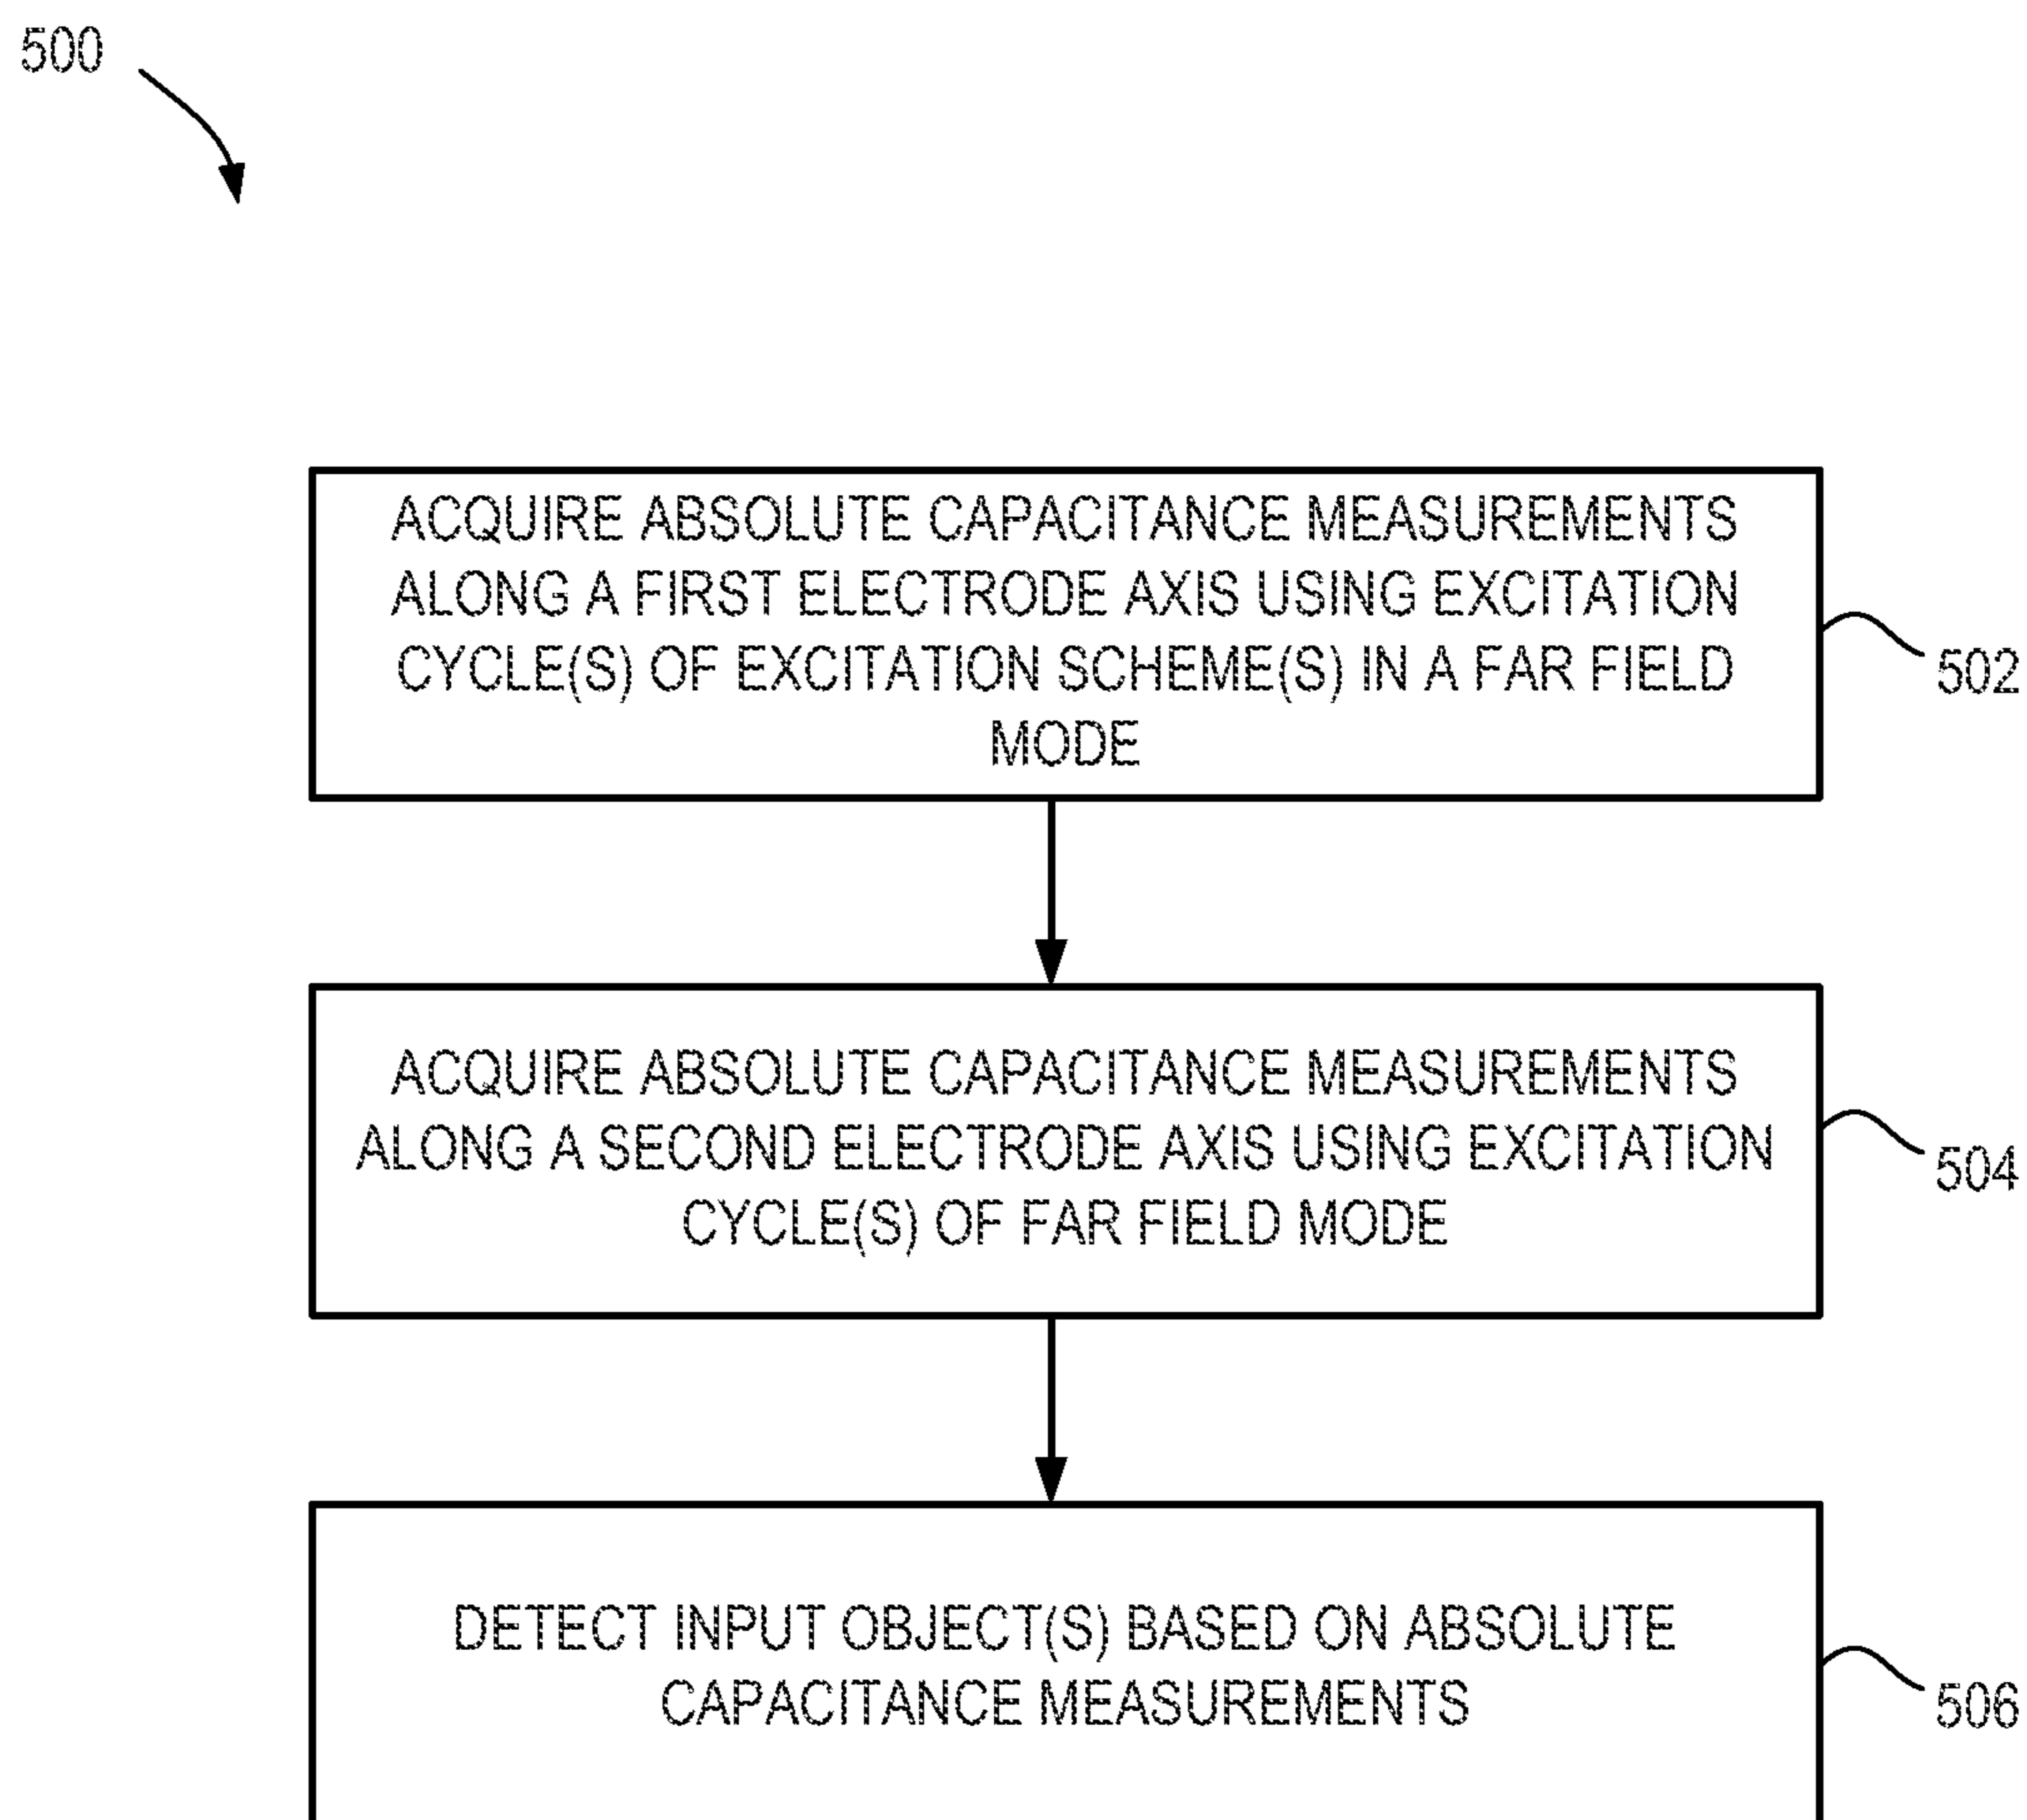 500
ACQUIRE ABSOLUTE CAPACITANCE MEASUREMENTS
ALONG A FIRST ELECTRODE AXIS USING EXCITATION
CYCLE(S) OF EXCITATION SCHEME(S) IN A FAR FIELD
MODE
502
ACQUIRE ABSOLUTE CAPACITANCE MEASUREMENTS
ALONG A SECOND ELECTRODE AXIS USING EXCITATION
CYCLE(S) OF FAR FIELD MODE
504
DETECT INPUT OBJECT(S) BASED ON ABSOLUTE
CAPACITANCE MEASUREMENTS
506